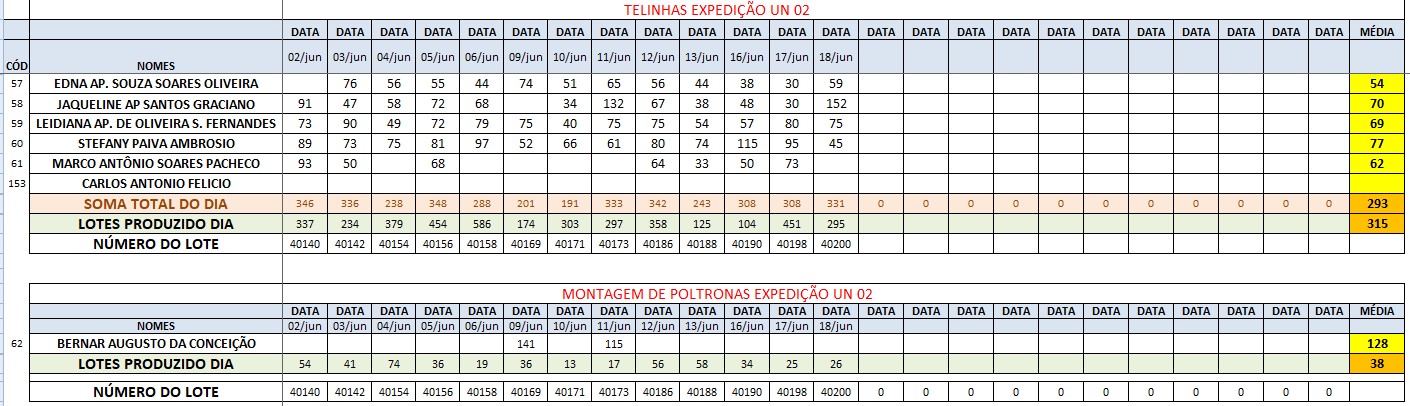 TELINHAS EXPEDIÇÃO UN 02
DATA DATA DATA DATA DATA DATA DATA DATA DATA DATA DATA DATA DATA DATA DATA DATA DATA DATA DATA DATA DATA DATA DATA DATA DATA MÉDIA
CÓD NOMES 02/jun 03/jun 04/jun 05/jun 06/jun 09/jun 10/jun 11/jun 12/jun 13/jun 16/jun 17/jun 18/jun
57 EDNA AP. SOUZA SOARES OLIVEIRA 76 56 55 44 74 51 65 56 44 38 30 59 54
58 JAQUELINE AP SANTOS GRACIANO 91 47 58 72 68 34 132 67 38 48 30 152 70
59 LEIDIANA AP. DE OLIVEIRA S. FERNANDES 73 90 49 72 79 75 40 75 75 54 57 80 75 69
60 STEFANY PAIVA AMBROSIO 89 73 75 81 97 52 66 61 80 74 115 95 45 77
61 MARCO ANTÔNIO SOARES PACHECO 93 50 68 64 33 50 73 62
153 CARLOS ANTONIO FELICIO
SOMA TOTAL DO DIA 346 336 238 348 288 201 191 333 342 243 308 308 331 0 0 0 0 0 0 0 0 0 0 0 293
LOTES PRODUZIDO DIA 337 234 379 454 586 174 303 297 358 125 104 451 295 315
NÚMERO DO LOTE 40140 40142 40154 40156 40158 40169 40171 40173 40186 40188 40190 40198 40200
MONTAGEM DE POLTRONAS EXPEDIÇÃO UN 02
DATA DATA DATA DATA DATA DATA DATA DATA DATA DATA DATA DATA DATA DATA DATA DATA DATA DATA DATA DATA DATA DATA DATA DATA MÉDIA
NOMES 02/jun 03/jun 04/jun 05/jun 06/jun 09/jun 10/jun 11/jun 12/jun 13/jun 16/jun 17/jun 18/jun
62 BERNAR AUGUSTO DA CONCEIÇÃO 141 115 128
LOTES PRODUZIDO DIA 54 41 74 36 19 36 13 17 56 58 34 25 26 38
NÚMERO DO LOTE 40140 40142 40154 40156 40158 40169 40171 40173 40186 40188 40190 40198 40200 0 0 0 0 0 0 0 0 0 0 0